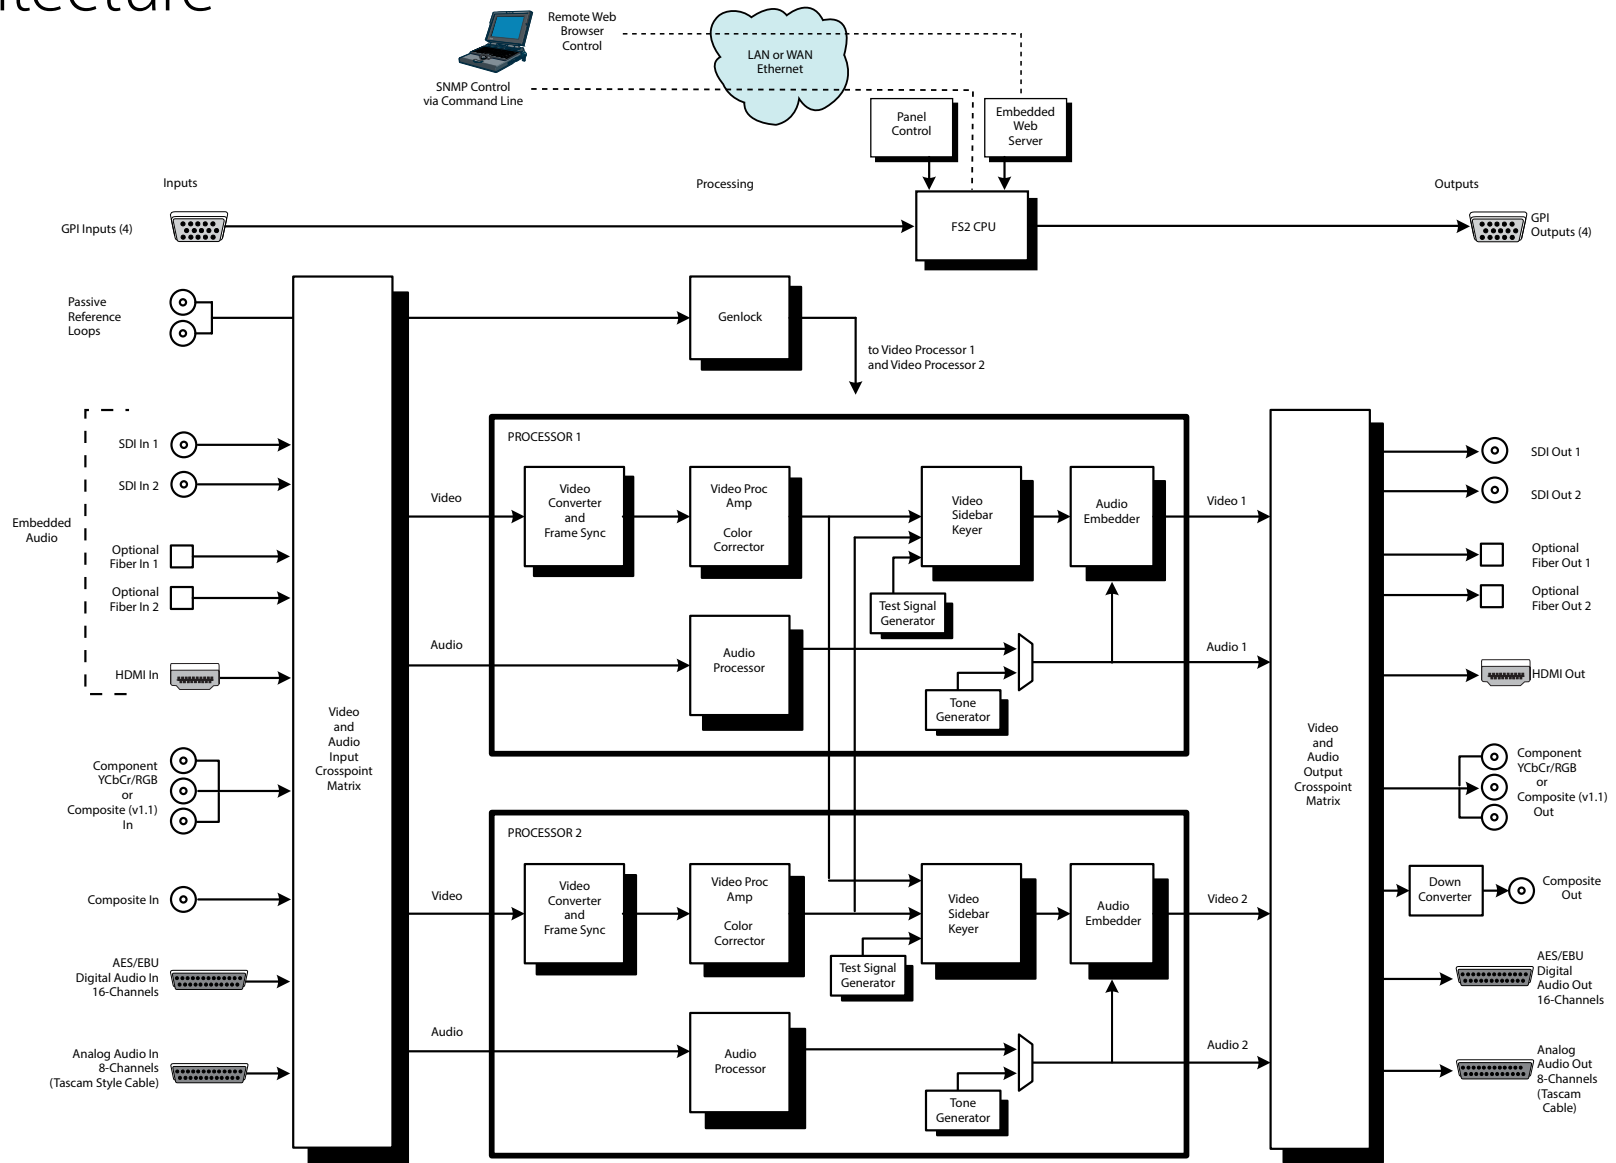 Remote Web
Browser
Control
LAN or WAN
Ethernet
SNMP Control
via Command Line
Panel
Control
Embedded
Web
Server
Inputs
Processing
Outputs
GPI Inputs (4)
FS2 CPU
GPI
Outputs (4)
Passive
Reference
Loops
Genlock
to Video Processor 1
and Video Processor 2
Embedded
Audio
SDI In 1
SDI In 2
Optional
Fiber In 1
Optional
Fiber In 2
HDMI In
Component
YCbCr/RGB
or
Composite (v1.1)
In
Composite In
AES/EBU
Digital Audio In
16-Channels
Analog Audio In
8-Channels
(Tascam Style Cable)
Video
and
Audio
Input
Crosspoint
Matrix
PROCESSOR 1
Video
Video
Converter
and
Frame Sync
Video Proc
Amp
Color
Corrector
Video
Sidebar
Keyer
Audio
Embedder
Video 1
Test Signal
Generator
Audio
Audio
Processor
Tone
Generator
Audio 1
PROCESSOR 2
Video
Video
Converter
and
Frame Sync
Video Proc
Amp
Color
Corrector
Video
Sidebar
Keyer
Audio
Embedder
Video 2
Test Signal
Generator
Audio
Audio
Processor
Tone
Generator
Audio 2
Video
and
Audio
Output
Crosspoint
Matrix
SDI Out 1
SDI Out 2
Optional
Fiber Out 1
Optional
Fiber Out 2
HDMI Out
Component
YCbCr/RGB
or
Composite (v1.1)
Out
Down
Converter
Composite
Out
AES/EBU
Digital
Audio Out
16-Channels
Analog
Audio Out
8-Channels
(Tascam
Cable)